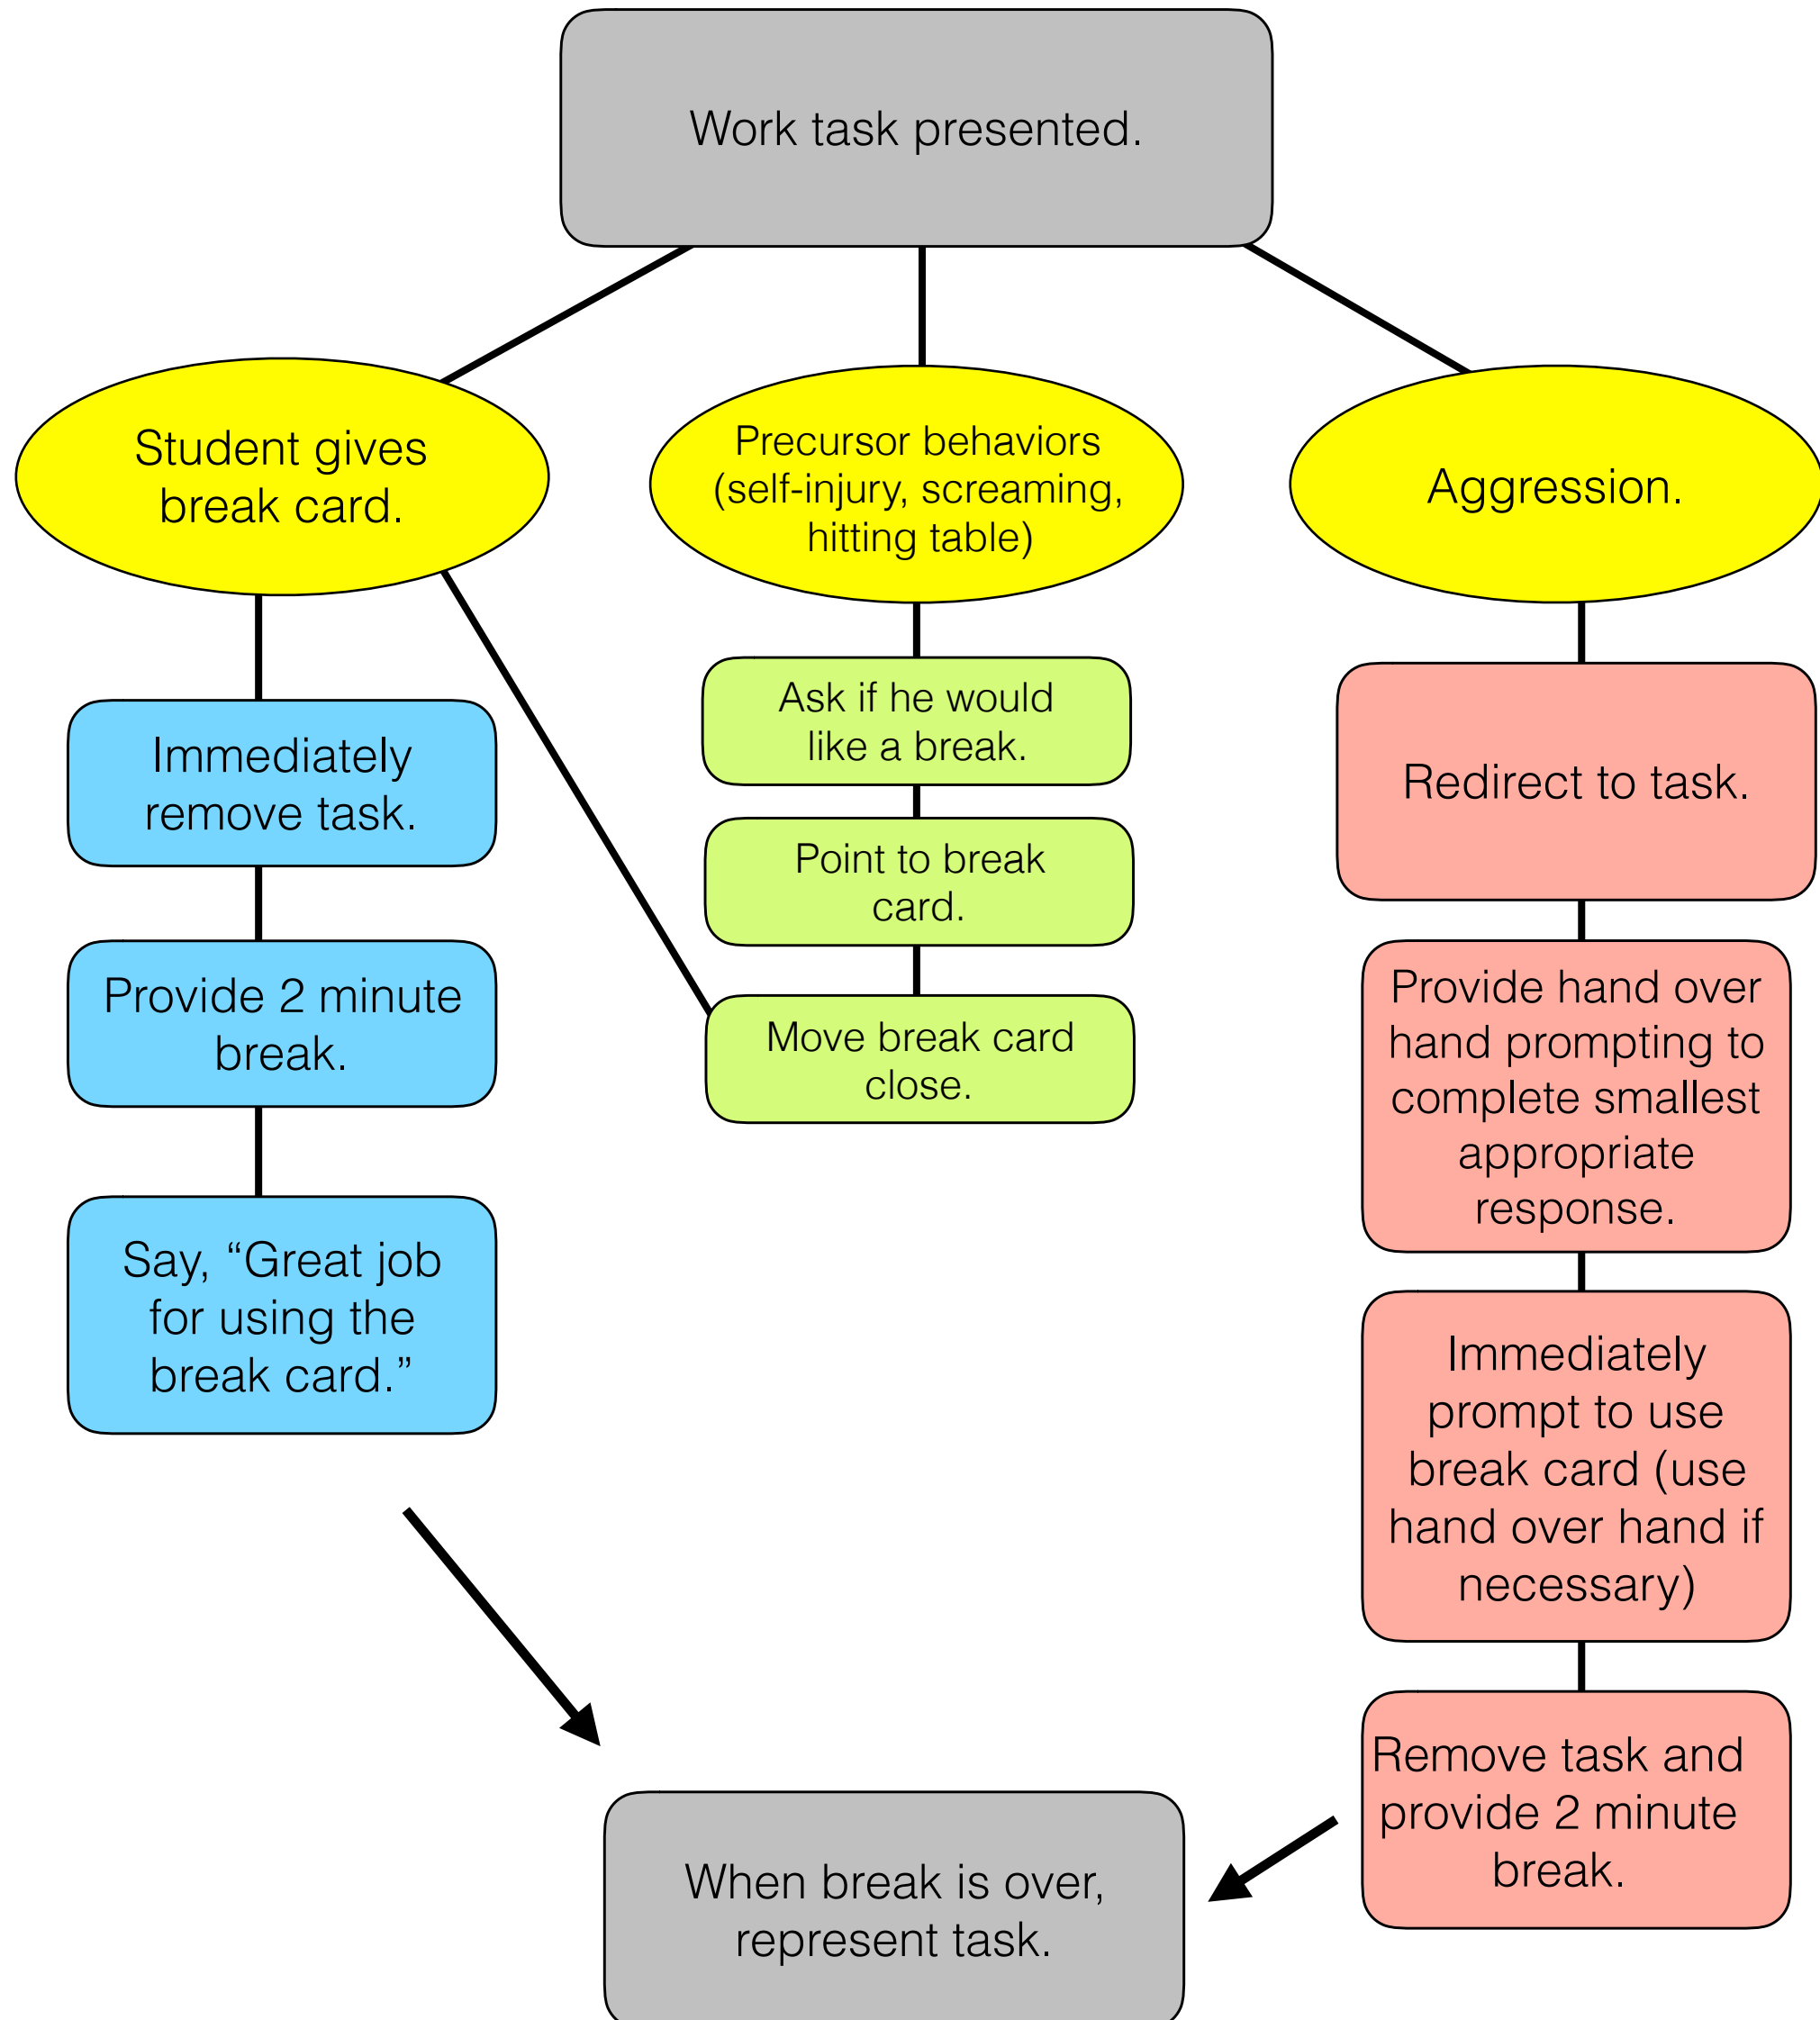 Work task presented.
Student gives
break card.
Precursor behaviors
(self-injury, screaming,
hitting table)
Aggression.
Immediately
remove task.
Provide 2 minute
break.
Say, “Great job
for using the
break card.”
Ask if he would
like a break.
Point to break
card.
Move break card
close.
Redirect to task.
Provide hand over
hand prompting to
complete smallest
appropriate
response.
Immediately
prompt to use
break card (use
hand over hand if
necessary)
Remove task and
provide 2 minute
break.
When break is over,
represent task.